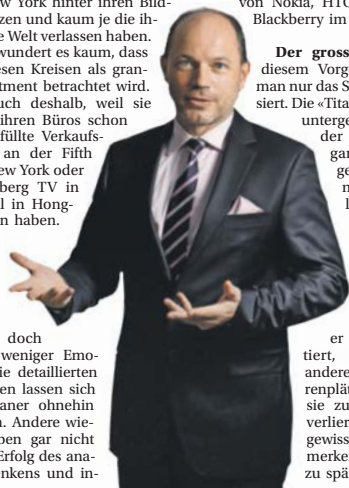 w York hinter ihren Bild-
zen und kaum je die ih-
e Welt verlassen haben.
wundert es kaum, dass
esen Kreisen als gran-
tment betrachtet wird.
uch deshalb, weil sie
ihren Büros schon
füllte Verkaufs-
an der Fifth
ew York oder
berg TV in
l in Hong-
n haben.
doch
weniger Emo-
ie detaillierten
en lassen sich
aner ohnehin
n. Andere wie-
ben gar nicht
Erfolg des ana-
enkens und in-
von Nokia, HTC
Blackberry im
Der gross
diesem Vorg
man nur das S
siert. Die «Tita
unterge
der
gar
ge
n
l
er
tiert,
andere
renplät
sie zu
verlier
gewiss
merke
zu spä